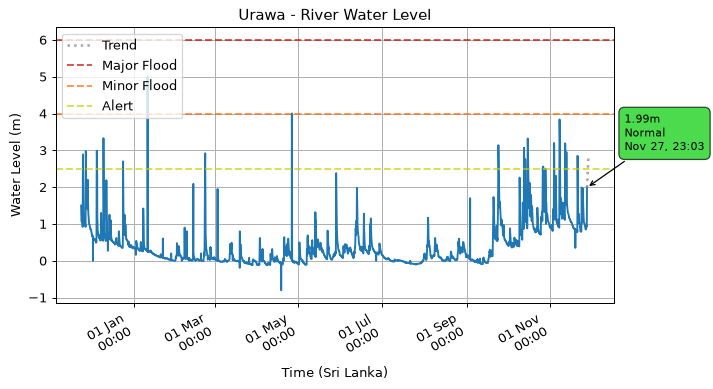 Urawa - River Water Level
Water Level (m)
6
5
4
3
2
1
0
−1
Trend
Major Flood
Minor Flood
Alert
1.99m
Normal
Nov 27, 23:03
01 Jan
00:00
01 Mar
00:00
01 May
00:00
01 Jul
00:00
01 Sep
00:00
01 Nov
00:00
Time (Sri Lanka)